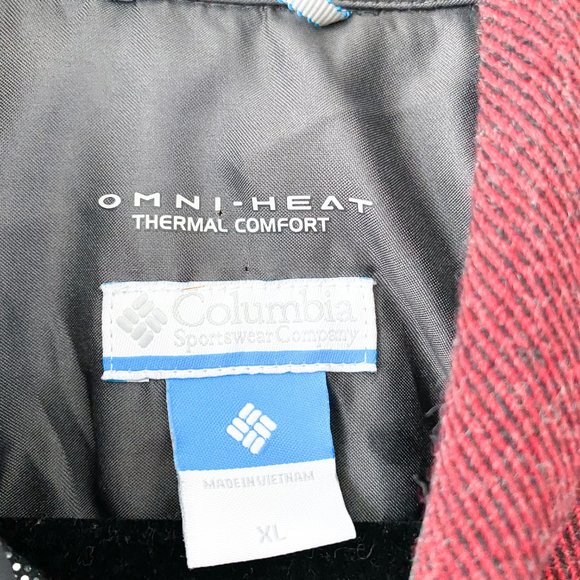 OMNI-HEAT
THERMAL COMFORT
Columbia
Sportswear Company
MADE IN VIETNAM
XL